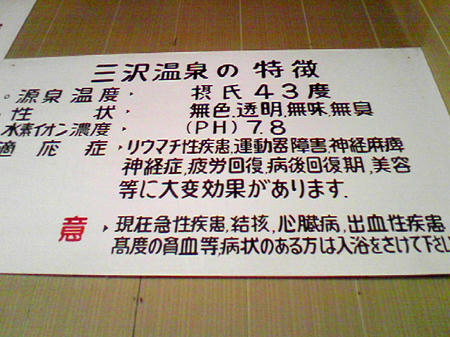 三沢温泉の特徴
。源泉温度・ 摂氏43度
性 状・ 無色.透明.無味.無臭
水素イオン濃度・ (PH)7.8
適応症・リウマチ性疾患.運動器障害.神経麻痺
神経症.疲労回復.病後回復期.美容
等に大変効果があります.
意・現在急性疾患.結核.心臓病.出血性疾患
高度の貧血等.病状のある方は入浴をさけて下さい